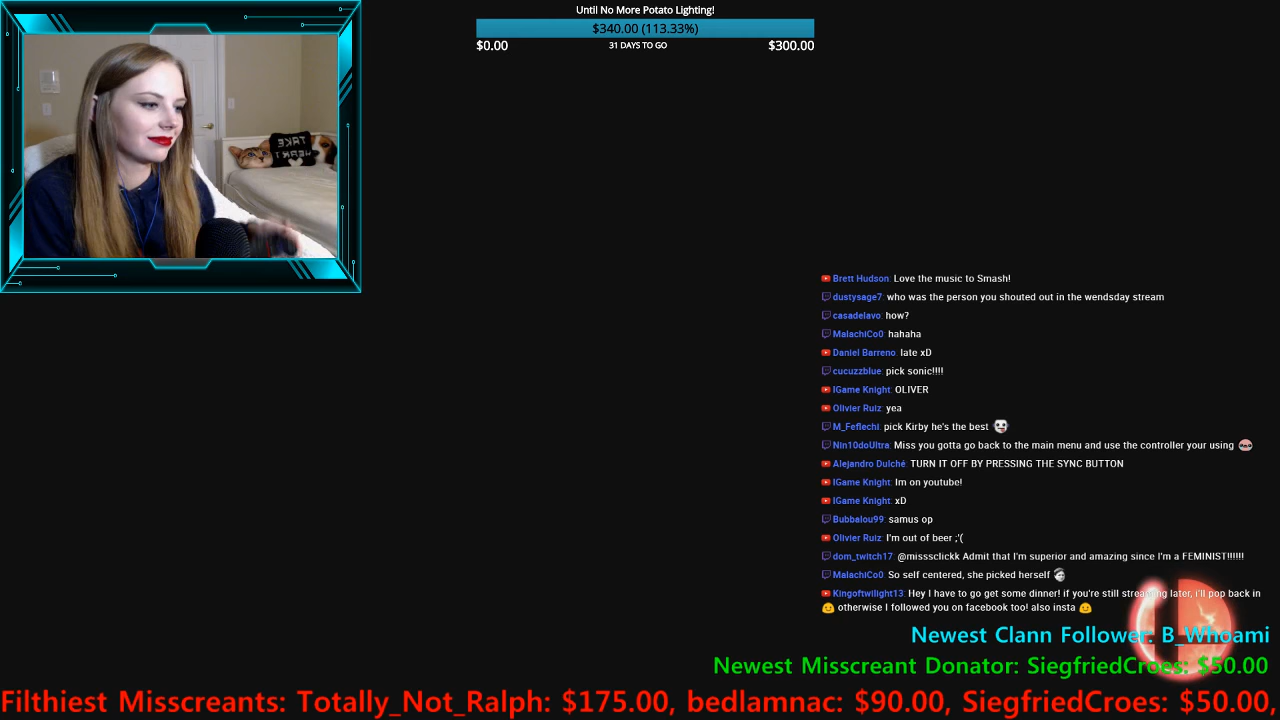 Until No More Potato Lighting!
$340.00 (113.33%)
$0.00 31 DAYS TO GO $300.00
TAKE
HEART
Brett Hudson: Love the music to Smash!
dustysage7: who was the person you shouted out in the wendsday stream
casadelavo: how?
MalachiCo0: hahaha
Daniel Barreno: late xD
cucuzzblue: pick sonic!!!!
IGame Knight: OLIVER
Olivier Ruiz: yea
M_Feflechi: pick Kirby he's the best
Nin10doUltra: Miss you gotta go back to the main menu and use the controller your using
Alejandro Dulché: TURN IT OFF BY PRESSING THE SYNC BUTTON
IGame Knight: Im on youtube!
IGame Knight: xD
Bubbalou99: samus op
Olivier Ruiz: I'm out of beer ;'(
dom_twitch17: @misssclickk Admit that I'm superior and amazing since I'm a FEMINIST!!!!!!
MalachiCo0: So self centered, she picked herself
Kingoftwilight13: Hey I have to go get some dinner! if you're still streaming later, i'll pop back in
otherwise I followed you on facebook too! also insta
Newest Clann Follower: B_Whoami
Newest Misscreant Donator: SiegfriedCroes: $50.00
Filthiest Misscreants: Totally_Not_Ralph: $175.00, bedlamnac: $90.00, SiegfriedCroes: $50.00,